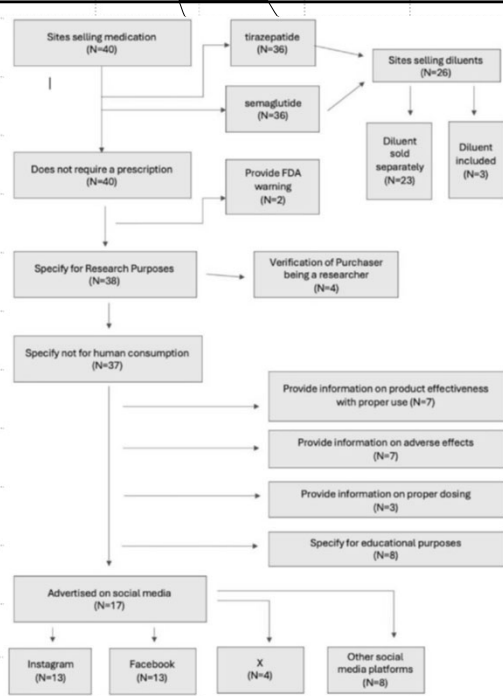 Sites selling medication
(N=40)
tirazepatide
(N=36)
Sites selling diluents
(N=26)
semaglutide
(N=36)
Diluent
sold
separately
(N=23)
Diluent
included
(N=3)
Does not require a prescription
(N=40)
Provide FDA
warning
(N=2)
Specify for Research Purposes
(N=38)
Verification of Purchaser
being a researcher
(N=4)
Specify not for human consumption
(N=37)
Provide information on product effectiveness
with proper use (N=7)
Provide information on adverse effects
(N=7)
Provide information on proper dosing
(N=3)
Specify for educational purposes
(N=8)
Advertised on social media
(N=17)
Instagram
(N=13)
Facebook
(N=13)
X
(N=4)
Other social
media platforms
(N=8)